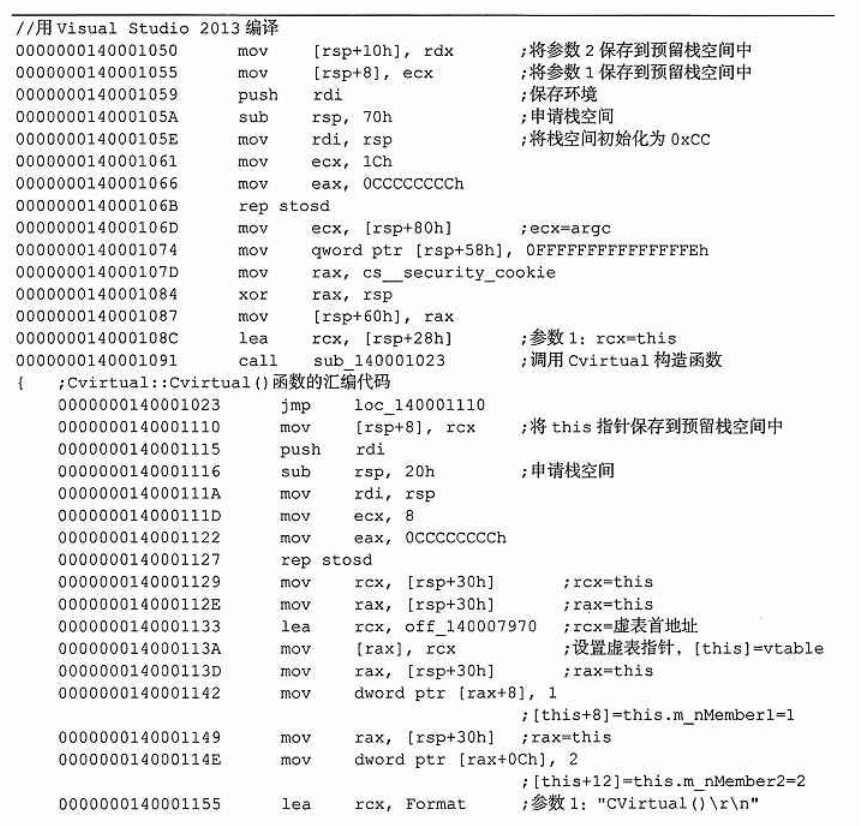 //用 Visual Studio 2013 编译
0000000140001050 mov [rsp+10h], rdx ;将参数 2 保存到预留栈空间中
0000000140001055 mov [rsp+8], ecx ;将参数 1 保存到预留栈空间中
0000000140001059 push rdi ;保存环境
000000014000105A sub rsp, 70h ;申请栈空间
000000014000105E mov rdi, rsp ;将栈空间初始化为 0xCC
0000000140001061 mov ecx, 1Ch
0000000140001066 mov eax, 0CCCCCCCCh
000000014000106B rep stosd
000000014000106D mov ecx, [rsp+80h] ;ecx=argc
0000000140001074 mov qword ptr [rsp+58h], 0FFFFFFFFFFFFFFFEh
000000014000107D mov rax, cs__security_cookie
0000000140001084 xor rax, rsp
0000000140001087 mov [rsp+60h], rax
000000014000108C lea rcx, [rsp+28h] ;参数 1: rcx=this
0000000140001091 call sub_140001023 ;调用 Cvirtual 构造函数
{ ;Cvirtual::Cvirtual()函数的汇编代码
0000000140001023 jmp loc_140001110
0000000140001110 mov [rsp+8], rcx ;将 this 指针保存到预留栈空间中
0000000140001115 push rdi
0000000140001116 sub rsp, 20h ;申请栈空间
000000014000111A mov rdi, rsp
000000014000111D mov ecx, 8
0000000140001122 mov eax, 0CCCCCCCCh
0000000140001127 rep stosd
0000000140001129 mov rcx, [rsp+30h] ;rcx=this
000000014000112E mov rax, [rsp+30h] ;rax=this
0000000140001133 lea rcx, off_140007970 ;rcx=虚表首地址
000000014000113A mov [rax], rcx ;设置虚表指针，[this]=vtable
000000014000113D mov rax, [rsp+30h] ;rax=this
0000000140001142 mov dword ptr [rax+8], 1
;[this+8]=this.m_nMember1=1
0000000140001149 mov rax, [rsp+30h] ;rax=this
000000014000114E mov dword ptr [rax+0Ch], 2
;[this+12]=this.m_nMember2=2
0000000140001155 lea rcx, Format ;参数 1: "CVirtual()\r\n"